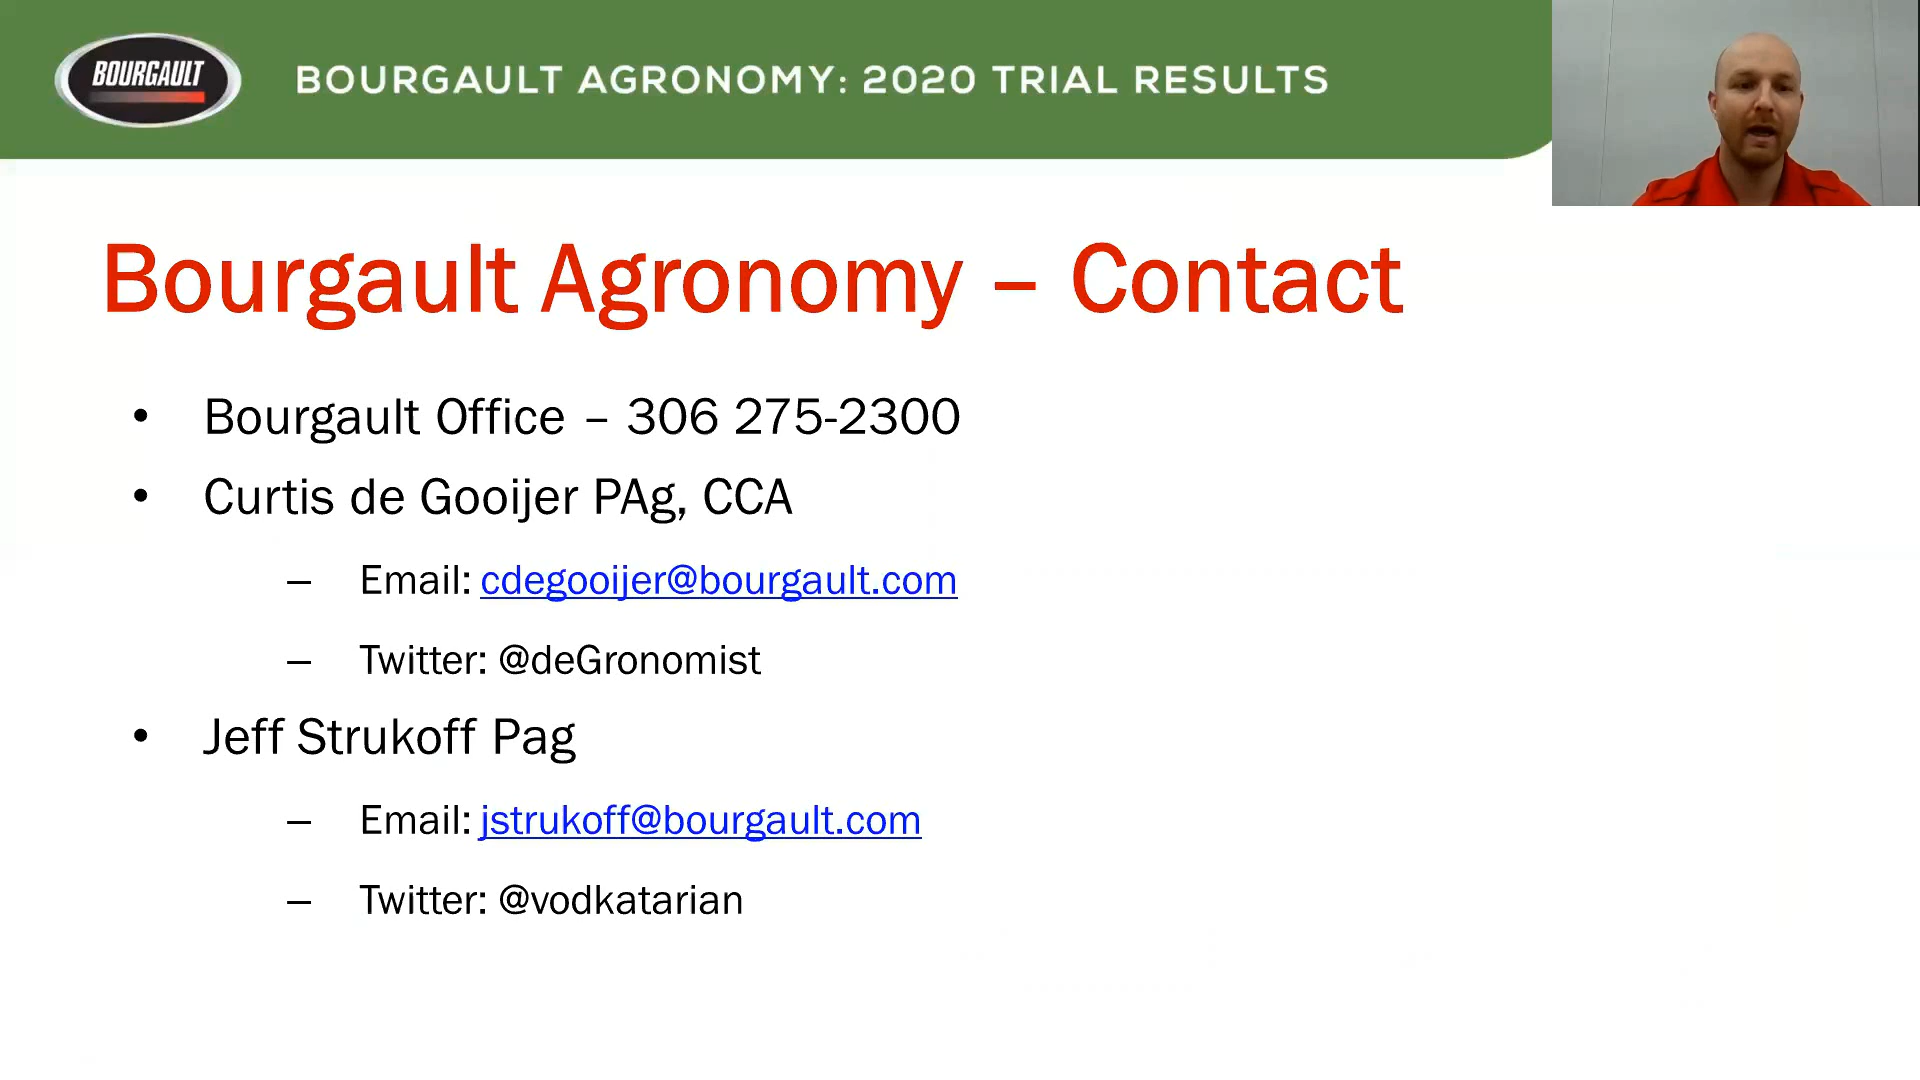 BOURGAULT
BOURGAULT AGRONOMY: 2020 TRIAL RESULTS
Bourgault Agronomy – Contact
• Bourgault Office – 306 275-2300
• Curtis de Gooijer PAg, CCA
– Email: cdegooijer@bourgault.com
– Twitter: @deGronomist
• Jeff Strukoff Pag
– Email: jstrukoff@bourgault.com
– Twitter: @vodkatarian